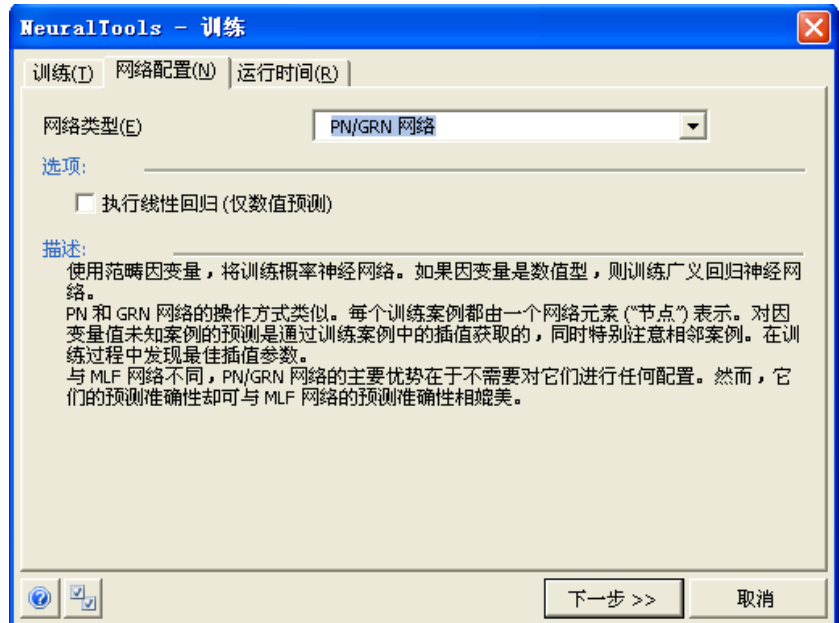 NeuralTools - 训练
训练(T) 网络配置(N) 运行时间(R)
网络类型(E) PN/GRN 网络
选项:
执行线性回归 (仅数值预测)
描述:
使用范畴因变量，将训练概率神经网络。如果因变量是数值型，则训练广义回归神经网
络。
PN 和 GRN 网络的操作方式类似。每个训练案例都由一个网络元素 ("节点") 表示。对因
变量值未知案例的预测是通过训练案例中的插值获取的，同时特别注意相邻案例。在训
练过程中发现最佳插值参数。
与 MLF 网络不同，PN/GRN 网络的主要优势在于不需要对它们进行任何配置。然而，它
们的预测准确性却可与 MLF 网络的预测准确性相媲美。
下一步 >> 取消